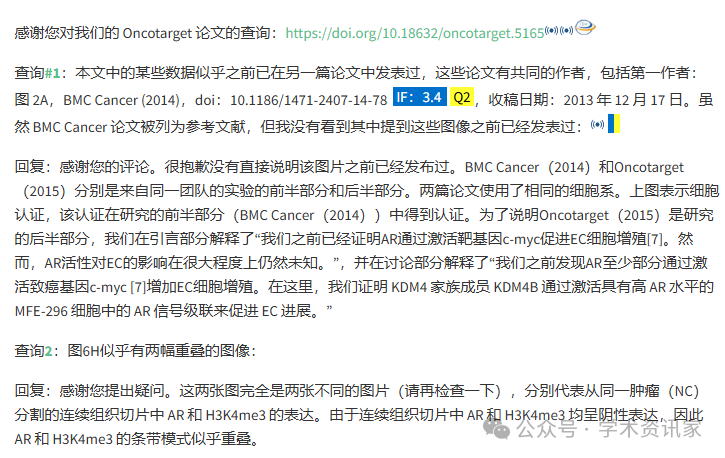 感谢您对我们的 Oncotarget 论文的查询：https://doi.org/10.18632/oncotarget.5165
查询#1：本文中的某些数据似乎之前已在另一篇论文中发表过，这些论文有共同的作者，包括第一作者：
图 2A，BMC Cancer (2014)，doi：10.1186/1471-2407-14-78 IF：3.4 Q2 ，收稿日期：2013 年 12 月 17 日。虽
然 BMC Cancer 论文被列为参考文献，但我没有看到其中提到这些图像之前已经发表过：
回复：感谢您的评论。很抱歉没有直接说明该图片之前已经发布过。BMC Cancer（2014）和Oncotarget
（2015）分别是来自同一团队的实验的前半部分和后半部分。两篇论文使用了相同的细胞系。上图表示细胞
认证，该认证在研究的前半部分（BMC Cancer（2014））中得到认证。为了说明Oncotarget（2015）是研究
的后半部分，我们在引言部分解释了“我们之前已经证明AR通过激活靶基因c-myc促进EC细胞增殖[7]。然
而，AR活性对EC的影响在很大程度上仍然未知。”，并在讨论部分解释了“我们之前发现AR至少部分通过激
活致癌基因c-myc [7]增加EC细胞增殖。在这里，我们证明 KDM4 家族成员 KDM4B 通过激活具有高 AR 水平的
MFE-296 细胞中的 AR 信号级联来促进 EC 进展。”
查询2：图6H似乎有两幅重叠的图像：
回复：感谢您提出疑问。这两张图完全是两张不同的图片（请再检查一下），分别代表从同一肿瘤（NC）
分割的连续组织切片中 AR 和 H3K4me3 的表达。由于连续组织切片中 AR 和 H3K4me3 均呈阴性表达，因此
AR 和 H3K4me3 的条带模式似乎重叠。
公众号 · 学术资讯家